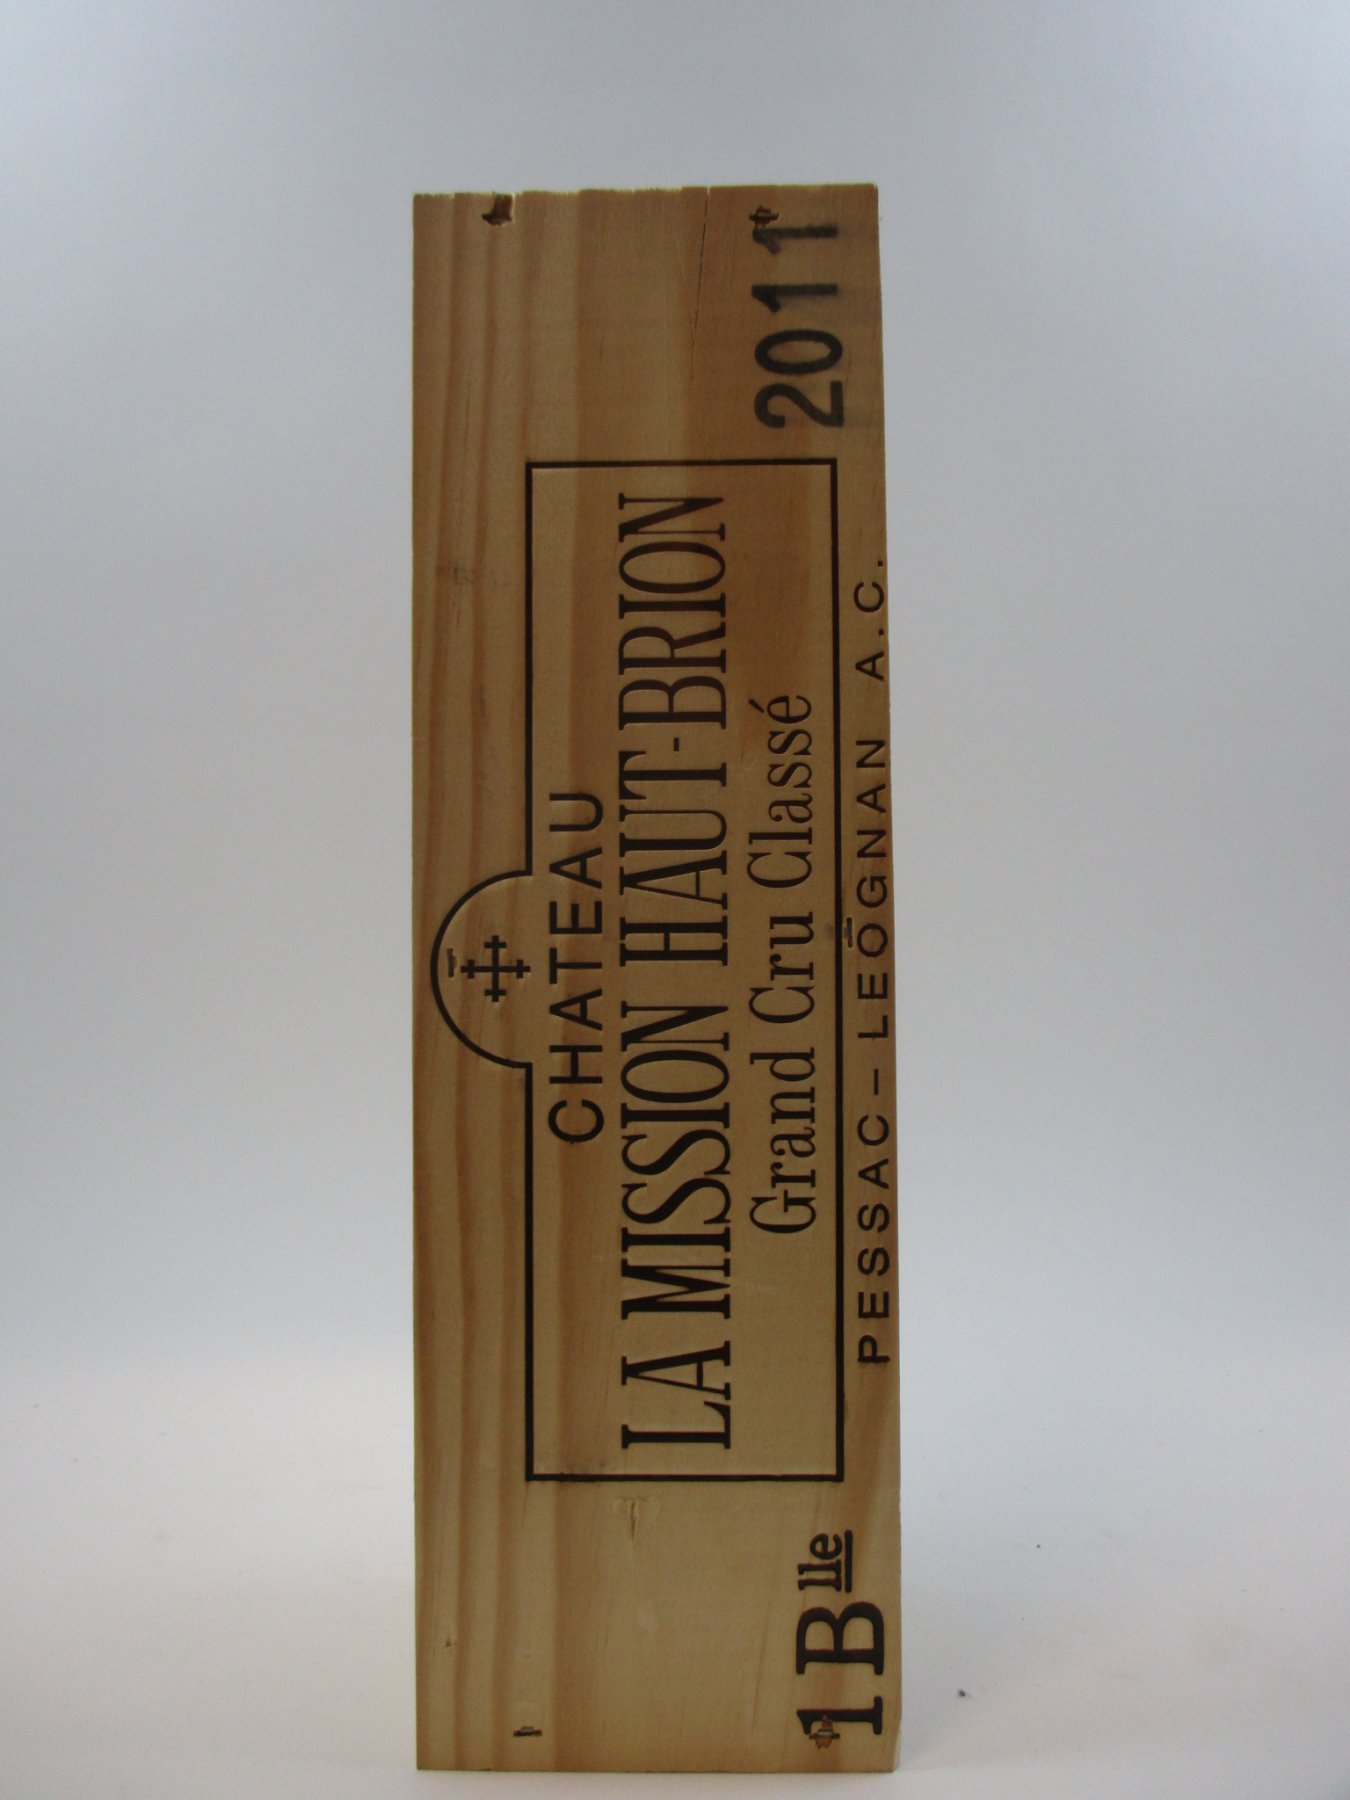 CHATEAU
LA MISSION HAUT-BRION
Grand Cru Classé
1 Blle
PESSAC – LEOGNAN A.C.
2011